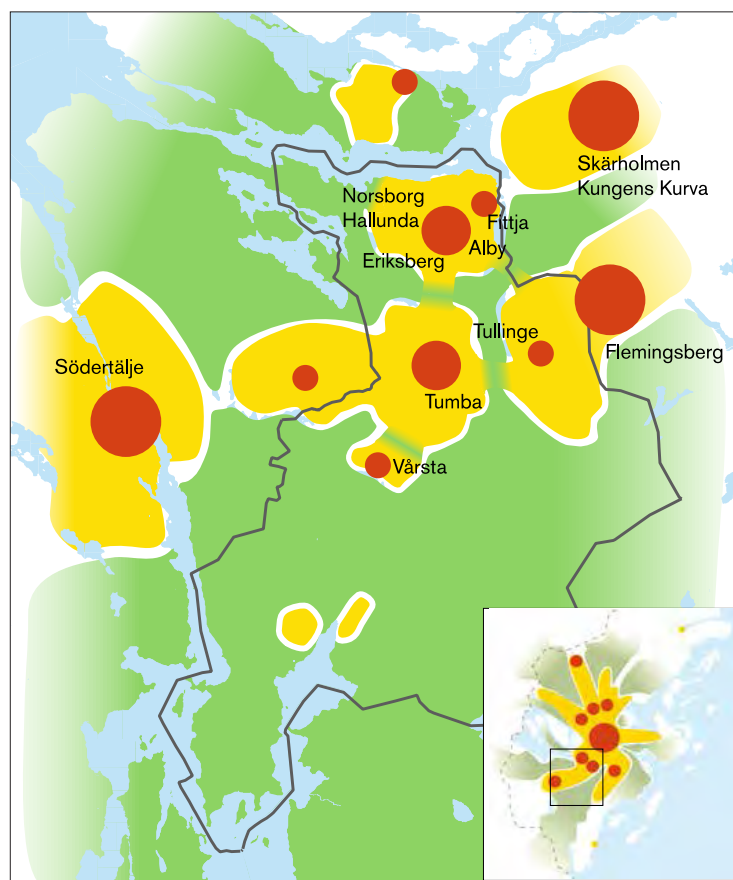 Skärholmen
Kungens Kurva
Norsborg
Hallunda
Fittja
Alby
Eriksberg
Tullinge
Flemingsberg
Södertälje
Tumba
Vårsta